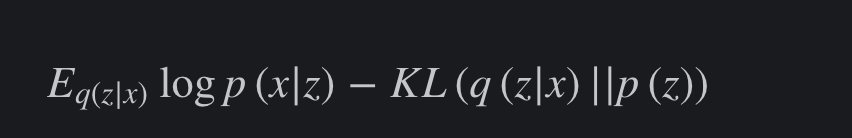 E_{q(z|x)} log p (x|z) − KL (q (z|x) ||p (z))